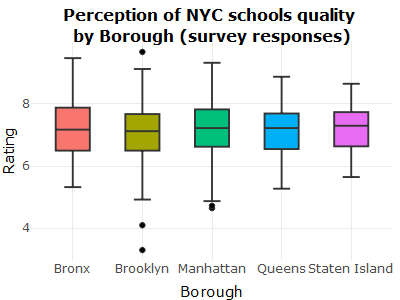 Perception of NYC schools quality
by Borough (survey responses)
Rating
8
6
4
Bronx Brooklyn Manhattan Queens Staten Island
Borough